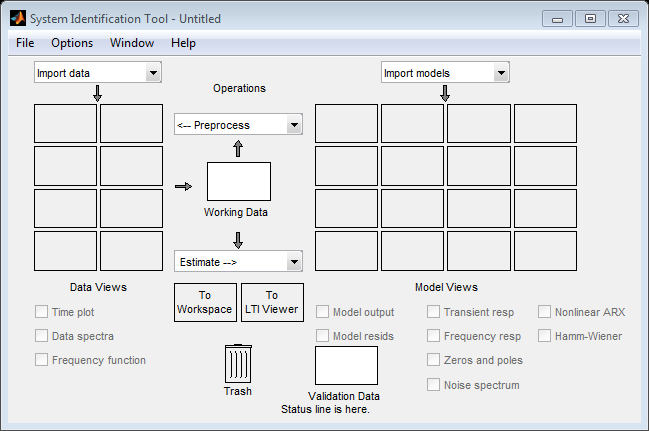 System Identification Tool - Untitled
File Options Window Help
Import data
Import models
Operations
<-- Preprocess
Working Data
Estimate -->
Data Views
Model Views
To Workspace
To LTI Viewer
Time plot
Data spectra
Frequency function
Model output
Model resids
Transient resp
Frequency resp
Zeros and poles
Noise spectrum
Nonlinear ARX
Hamm-Wiener
Trash
Validation Data
Status line is here.